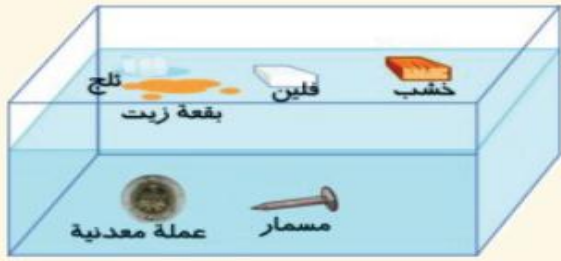 ثلج
فلين
خشب
بقعة زيت
مسمار
عملة معدنية